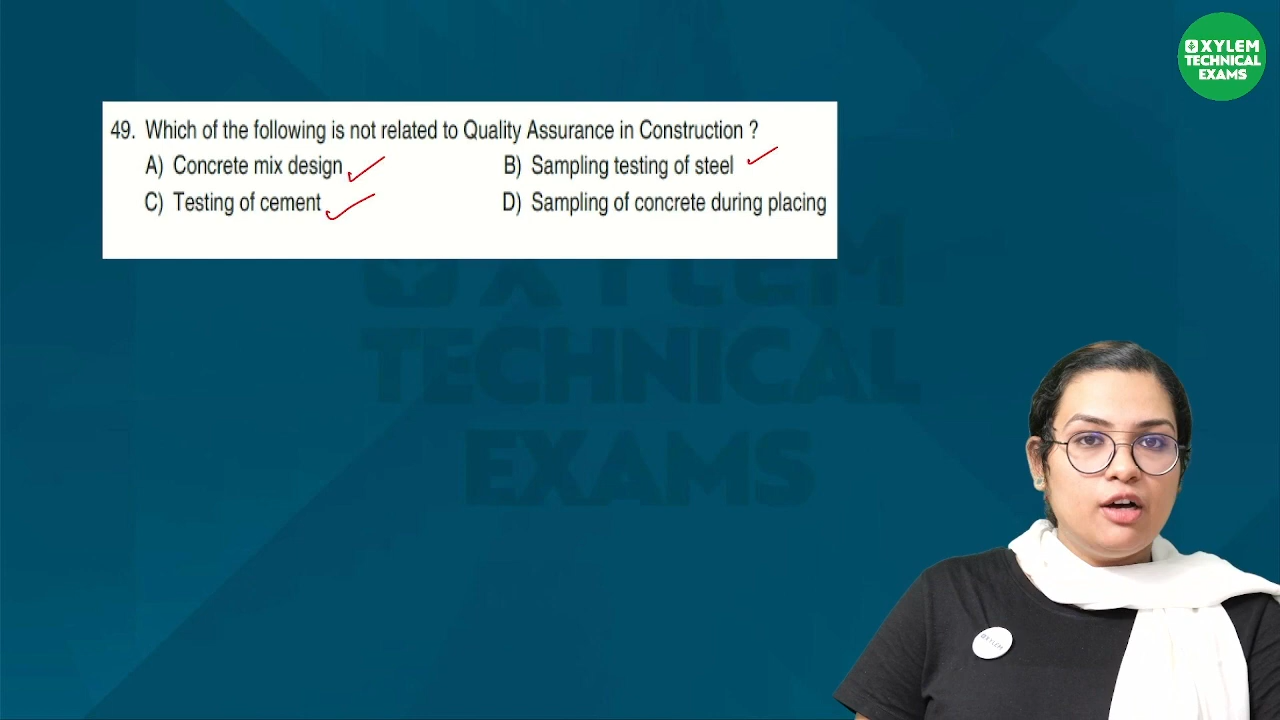 XYLEM
TECHNICAL
EXAMS
49. Which of the following is not related to Quality Assurance in Construction ?
A) Concrete mix design
B) Sampling testing of steel
C) Testing of cement
D) Sampling of concrete during placing
XYLEM
TECHNICAL
EXAMS
XYLEM